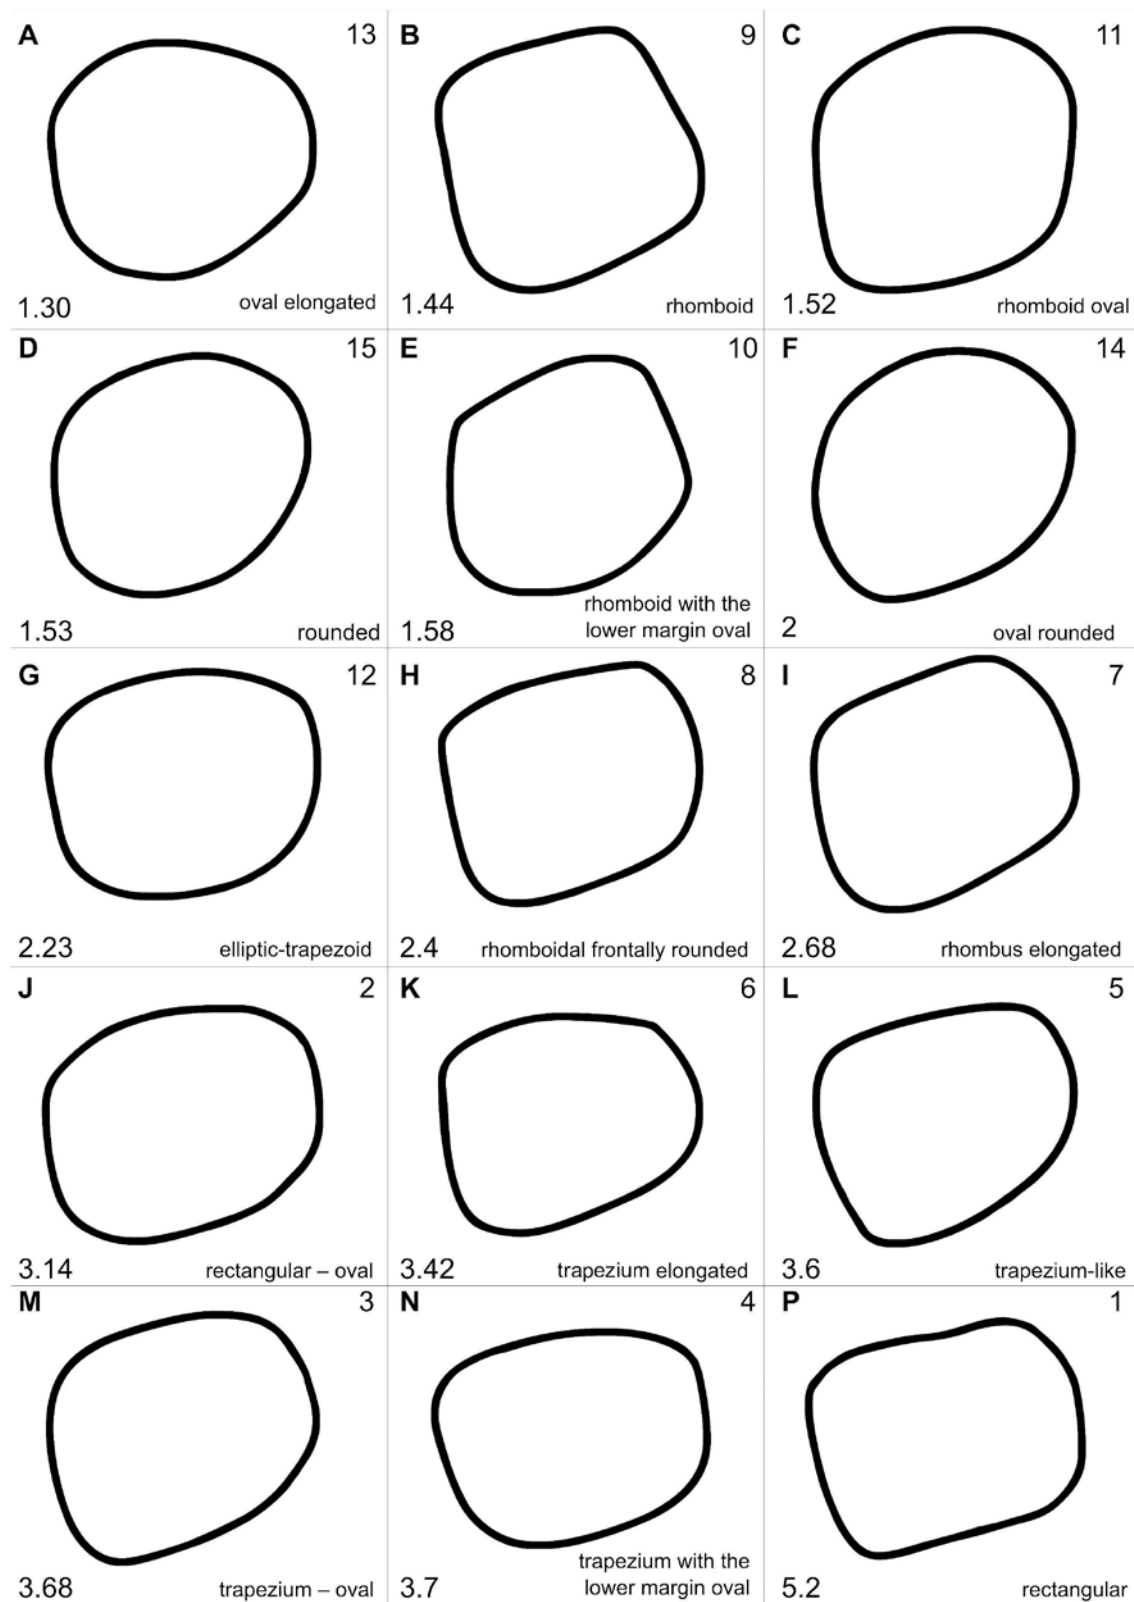 A 13 B 9 C 11
1.30 oval elongated 1.44 rhomboid 1.52 rhomboid oval
D 15 E 10 F 14
1.53 rounded 1.58 rhomboid with the
lower margin oval 2 oval rounded
G 12 H 8 I 7
2.23 elliptic-trapezoid 2.4 rhomboidal frontally rounded 2.68 rhombus elongated
J 2 K 6 L 5
3.14 rectangular – oval 3.42 trapezium elongated 3.6 trapezium-like
M 3 N 4 P 1
3.68 trapezium – oval 3.7 trapezium with the
lower margin oval 5.2 rectangular